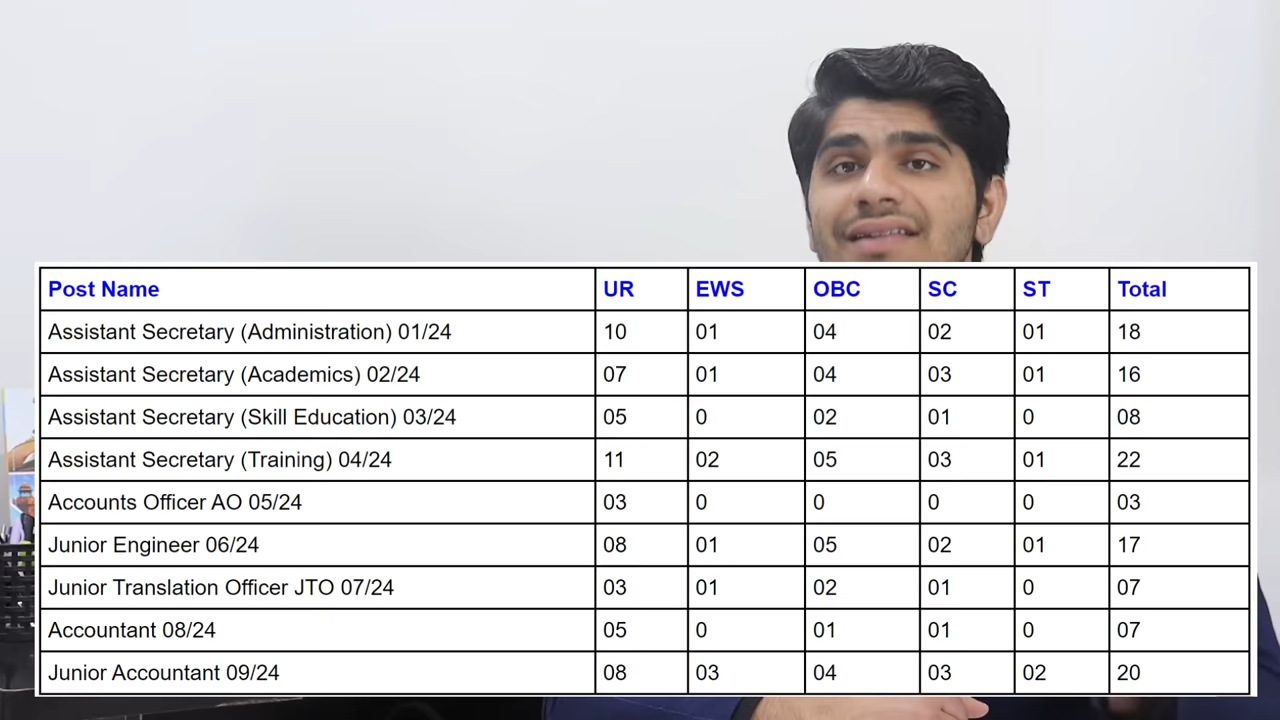 Post Name UR EWS OBC SC ST Total
Assistant Secretary (Administration) 01/24 10 01 04 02 01 18
Assistant Secretary (Academics) 02/24 07 01 04 03 01 16
Assistant Secretary (Skill Education) 03/24 05 0 02 01 0 08
Assistant Secretary (Training) 04/24 11 02 05 03 01 22
Accounts Officer AO 05/24 03 0 0 0 0 03
Junior Engineer 06/24 08 01 05 02 01 17
Junior Translation Officer JTO 07/24 03 01 02 01 0 07
Accountant 08/24 05 0 01 01 0 07
Junior Accountant 09/24 08 03 04 03 02 20